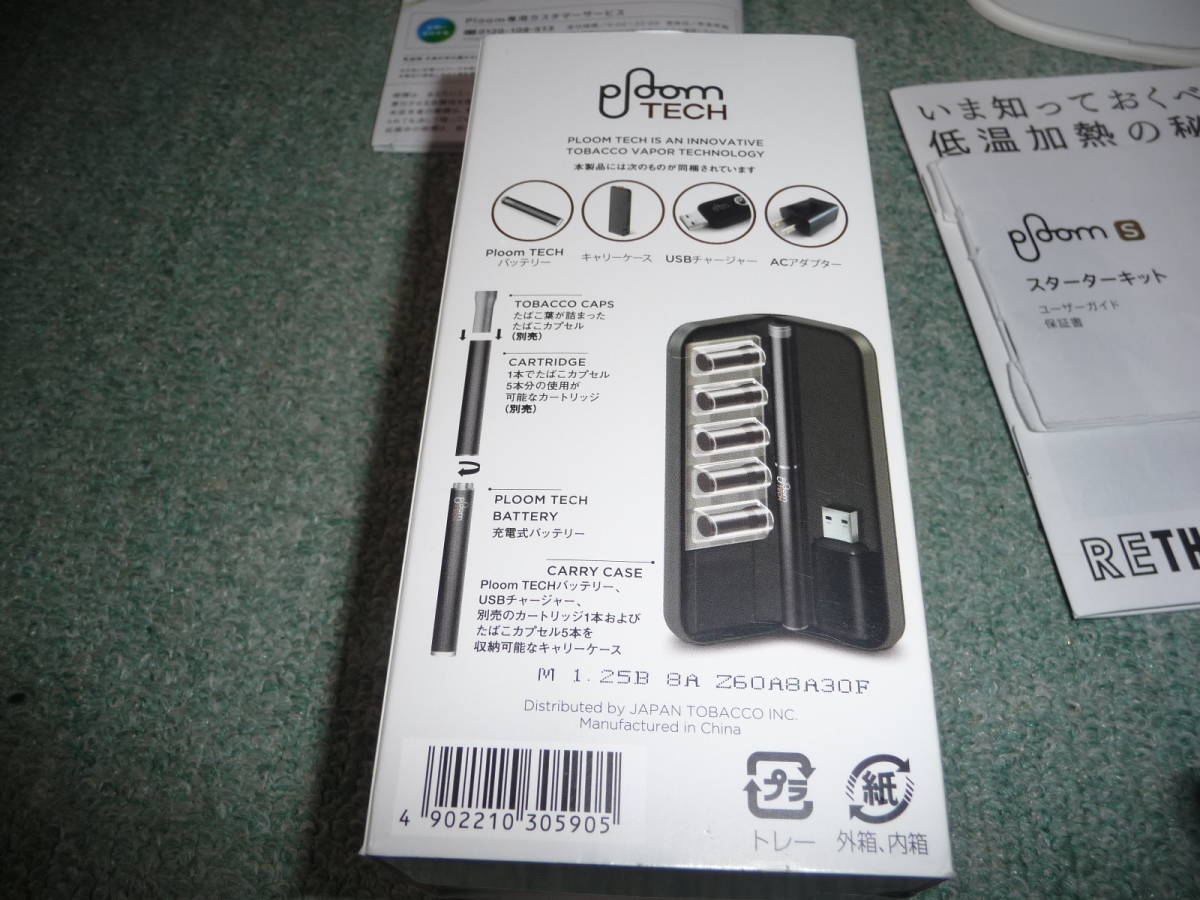 Ploom専用カスタマーサービス
0120-108-513
ploom
TECH
PLOOM TECH IS AN INNOVATIVE
TOBACCO VAPOR TECHNOLOGY
本製品には次のものが同梱されています
Ploom TECH
バッテリー
キャリーケース
USBチャージャー
ACアダプター
TOBACCO CAPS
たばこ葉が詰まった
たばこカプセル
(別売)
CARTRIDGE
1本でたばこカプセル
5本分の使用が
可能なカートリッジ
(別売)
PLOOM TECH
BATTERY
充電式バッテリー
CARRY CASE
Ploom TECHバッテリー、
USBチャージャー、
別売のカートリッジ1本および
たばこカプセル5本を
収納可能なキャリーケース
ploom
TECH
ploom
TECH
M 1.25B 8A Z60A8A30F
Distributed by JAPAN TOBACCO INC.
Manufactured in China
4 902210 305905
プラ
トレー
紙
外箱、内箱
いま知っておくべ
低温加熱の秘
ploom S
スターターキット
ユーザーガイド
保証書
RETH